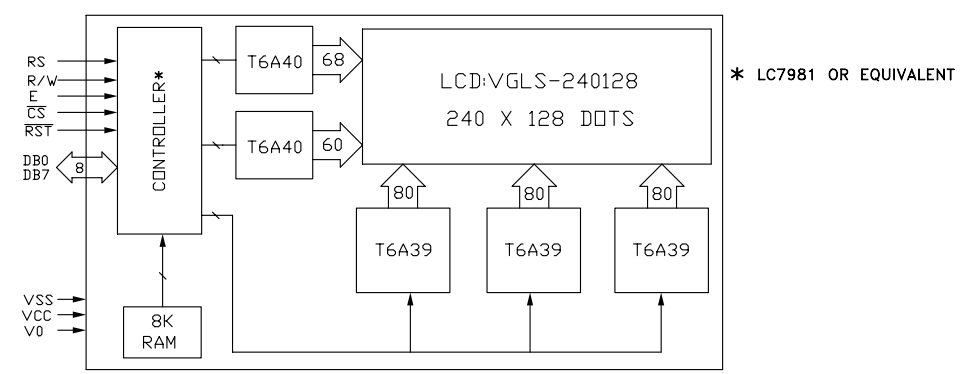 RS
R/W
E
CS
RST
DB0
DB7
8
VSS
VCC
V0
CONTROLLER*
8K
RAM
T6A40
68
T6A40
60
LCD:VGLS-240128
240 X 128 DOTS
80
80
80
T6A39
T6A39
T6A39
* LC7981 OR EQUIVALENT